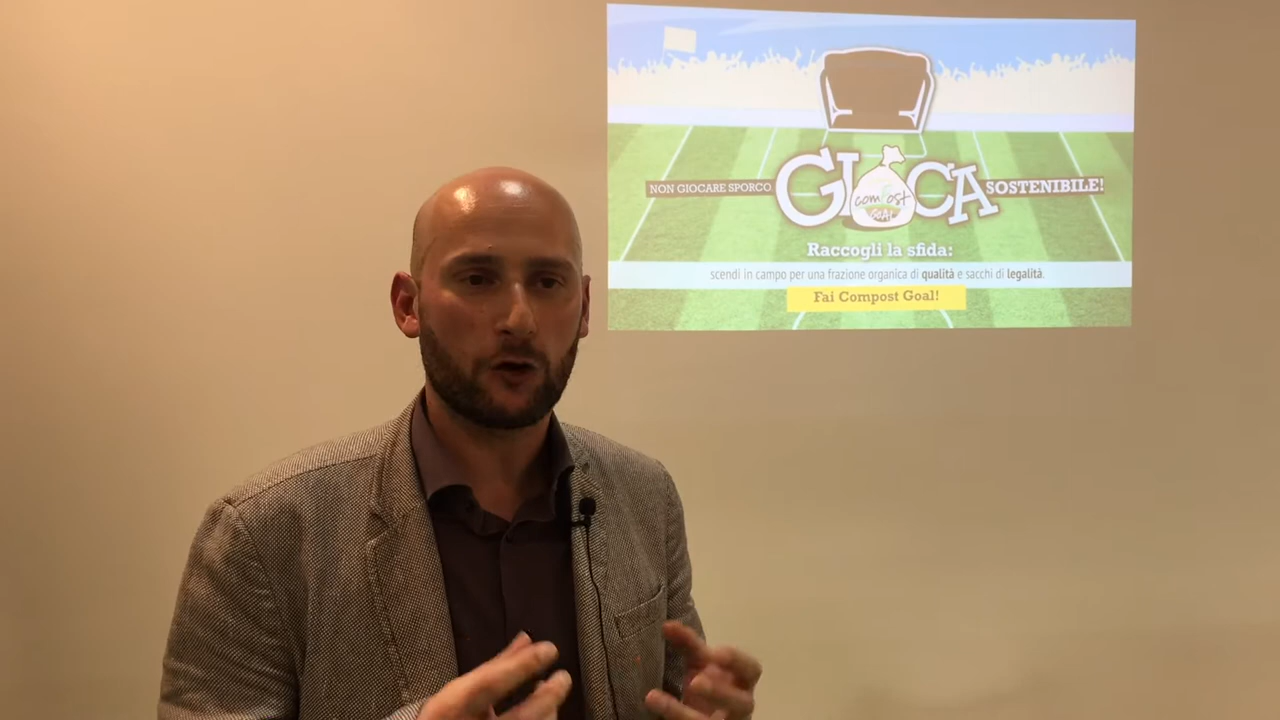 NON GIOCARE SPORCO GIOCA SOSTENIBILE!
comPost
GoAL
Raccogli la sfida:
scendi in campo per una frazione organica di qualità e sacchi di legalità.
Fai Compost Goal!